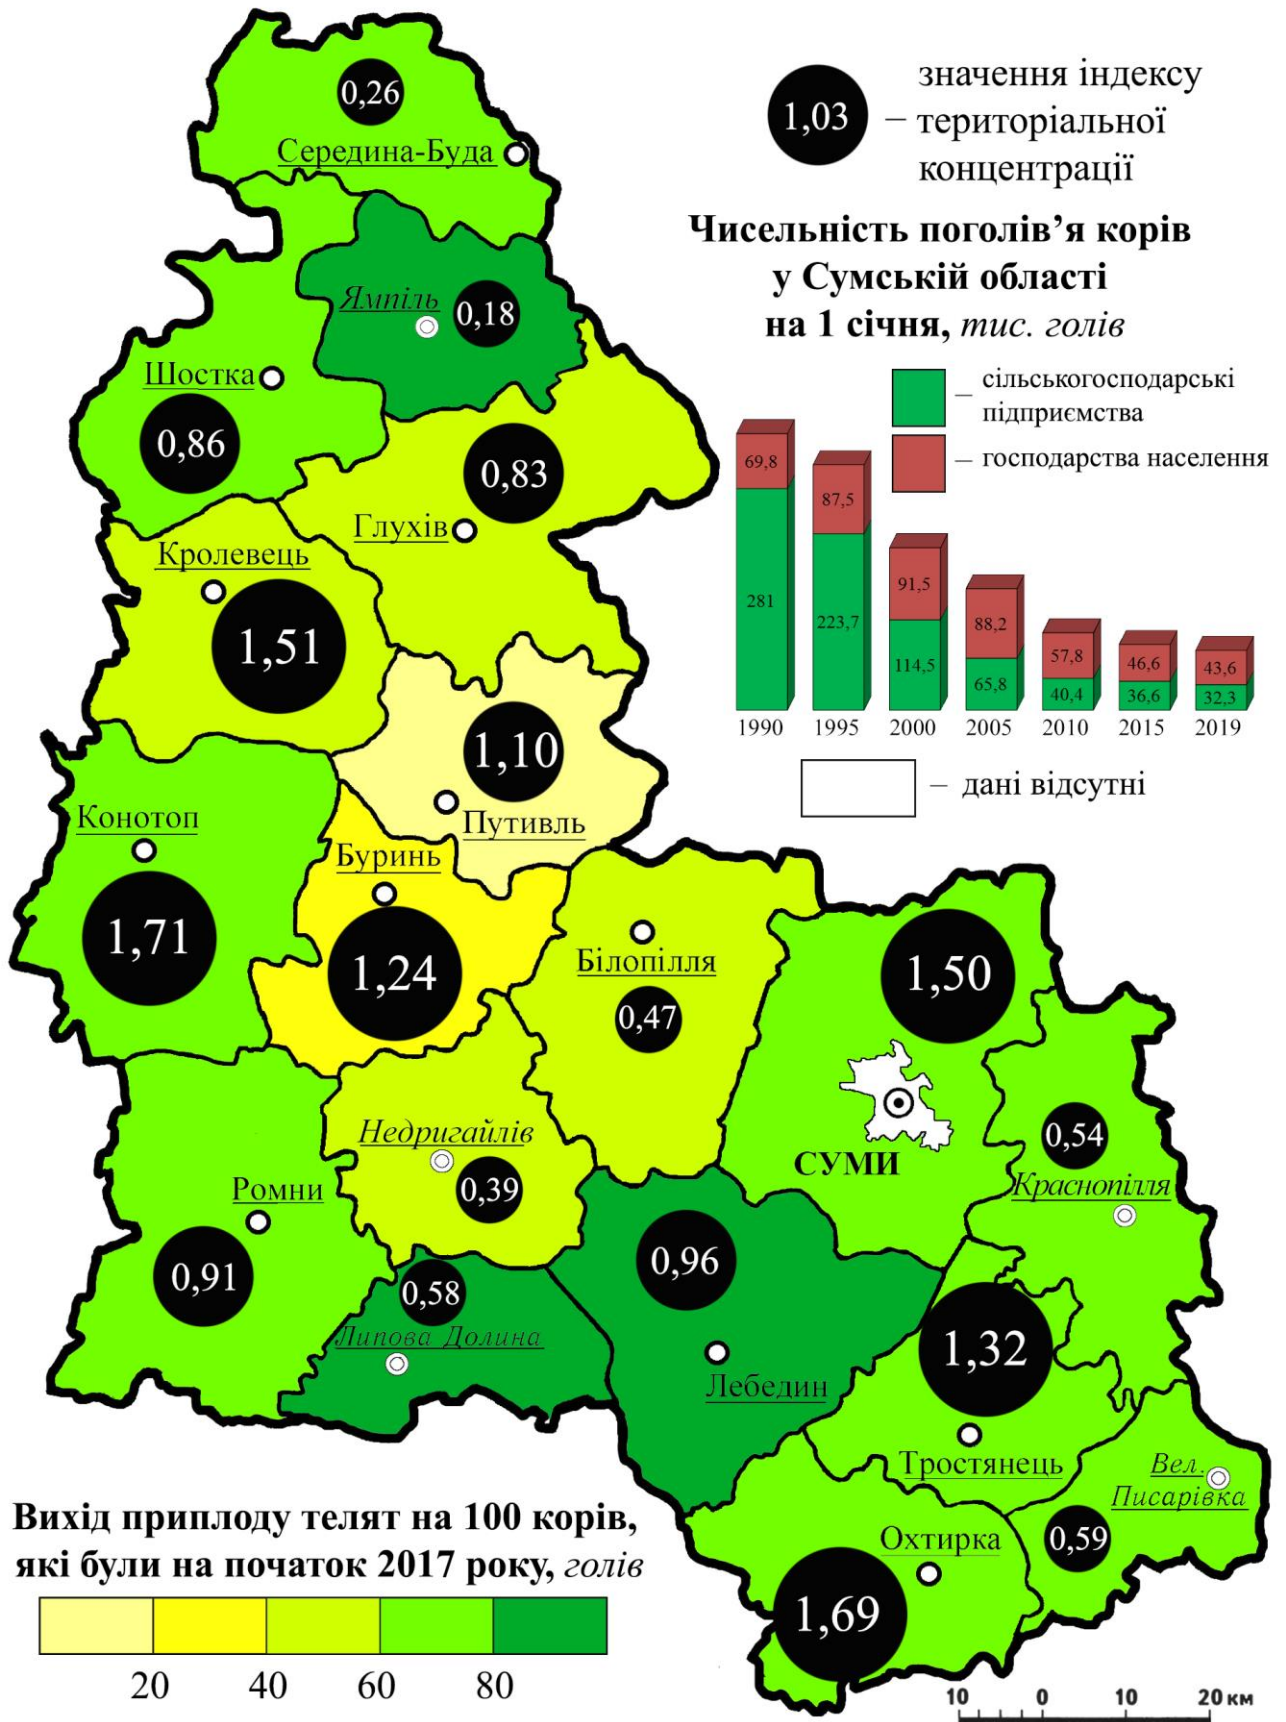 0,26
Середина-Буда
1,03
– значення індексу
територіальної
концентрації
Чисельність поголів’я корів
у Сумській області
на 1 січня, тис. голів
– сільськогосподарські
підприємства
– господарства населення
69,8
281
1990
87,5
223,7
1995
91,5
114,5
2000
88,2
65,8
2005
57,8
40,4
2010
46,6
36,6
2015
43,6
32,3
2019
– дані відсутні
Ямпіль
0,18
Шостка
0,86
0,83
Глухів
Кролевець
1,51
1,10
Путивль
Конотоп
1,71
Буринь
1,24
Білопілля
0,47
1,50
СУМИ
0,54
Краснопілля
Недригайлів
0,39
Ромни
0,91
0,58
Липова Долина
0,96
Лебедин
1,32
Тростянець
Вел.
Писарівка
0,59
Охтирка
1,69
Вихід приплоду телят на 100 корів,
які були на початок 2017 року, голів
20 40 60 80
10 0 10 20 км